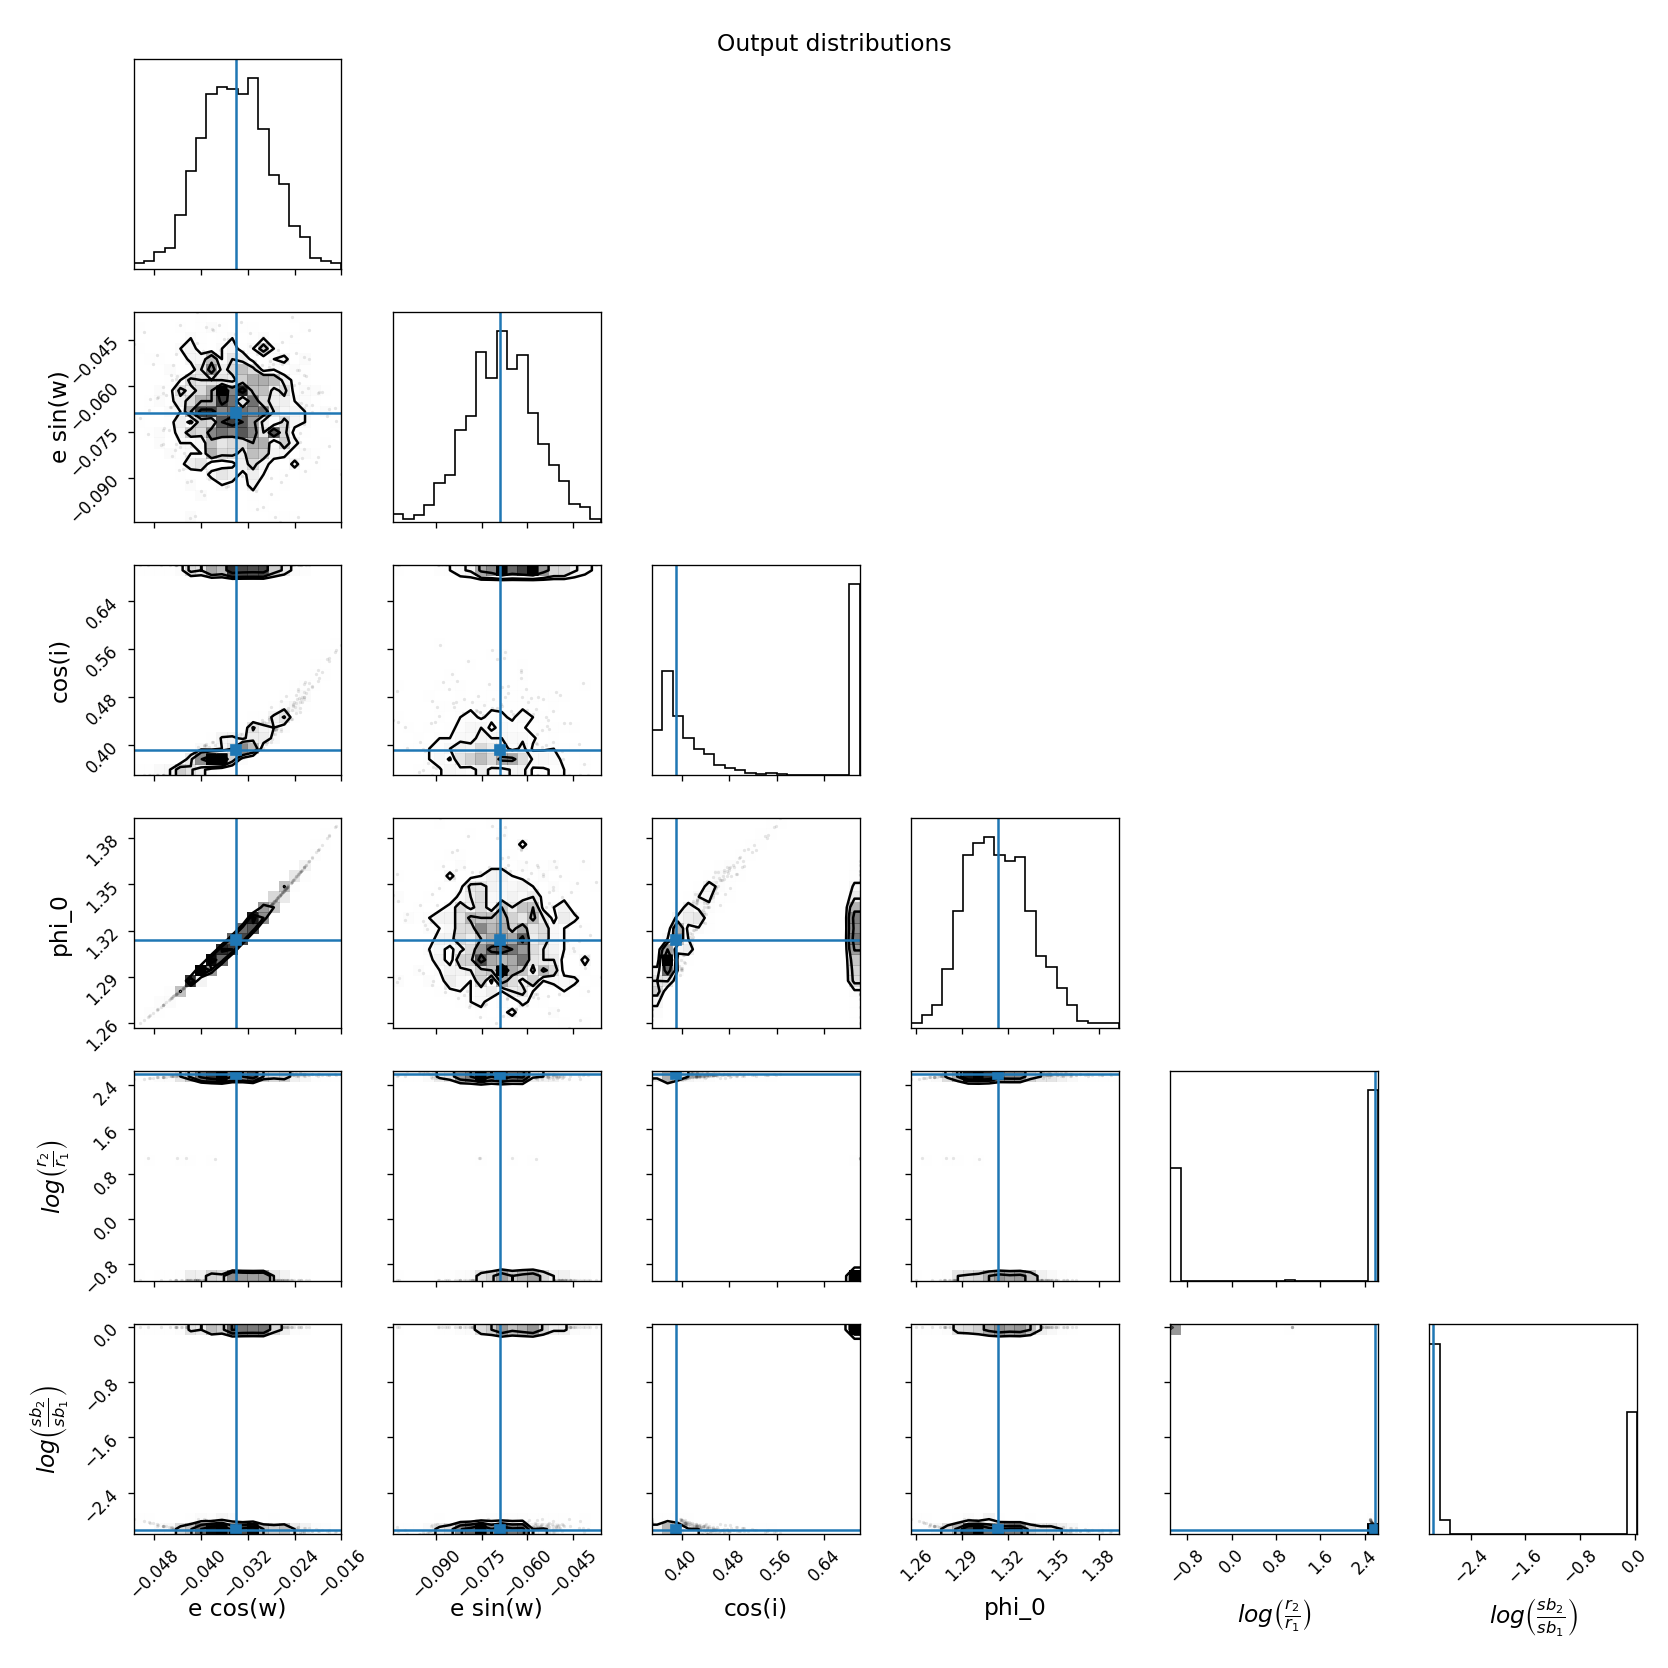 Output distributions
e sin(w)
−0.045
−0.060
−0.075
−0.090
cos(i)
0.64
0.56
0.48
0.40
phi_0
1.38
1.35
1.32
1.29
1.26
log(r2/r1)
2.4
1.6
0.8
0.0
−0.8
log(sb2/sb1)
0.0
−0.8
−1.6
−2.4
−0.048 −0.040 −0.032 −0.024 −0.016
−0.090 −0.075 −0.060 −0.045
0.40 0.48 0.56 0.64
1.26 1.29 1.32 1.35 1.38
−0.8 0.0 0.8 1.6 2.4
−2.4 −1.6 −0.8 0.0
e cos(w) e sin(w) cos(i) phi_0 log(r2/r1) log(sb2/sb1)